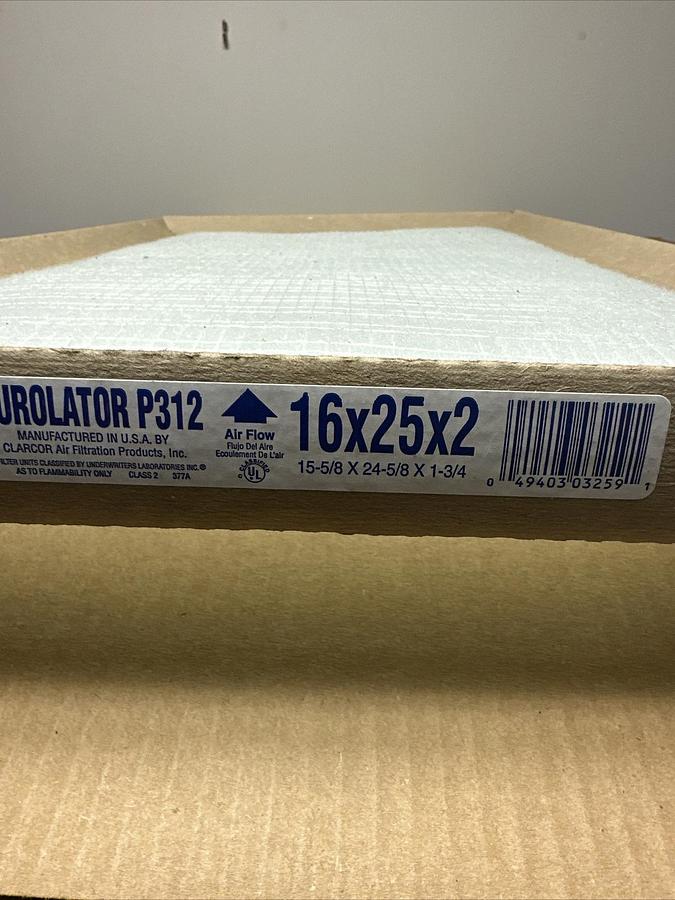 UROLATOR P312
MANUFACTURED IN U.S.A. BY
CLARCOR Air Filtration Products, Inc.
FILTER UNITS CLASSIFIED BY UNDERWRITERS LABORATORIES INC.®
AS TO FLAMMABILITY ONLY CLASS 2 377A
Air Flow
Flujo Del Aire
Ecoulement De L'air
CLASSIFIED
C UL
16x25x2
15-5/8 X 24-5/8 X 1-3/4
0 49403 03259 1